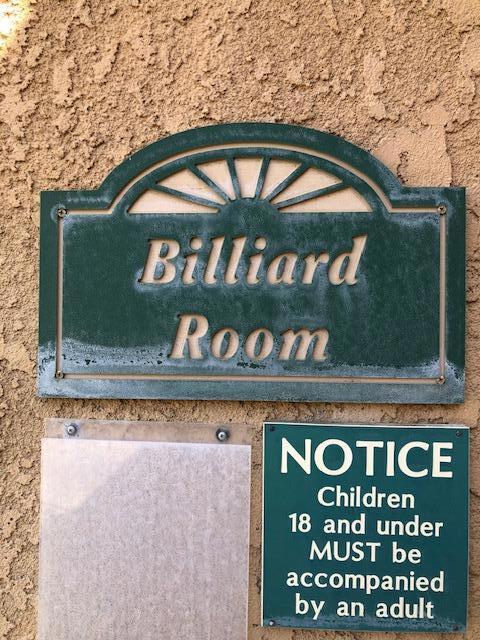 Billiard
Room
NOTICE
Children
18 and under
MUST be
accompanied
by an adult